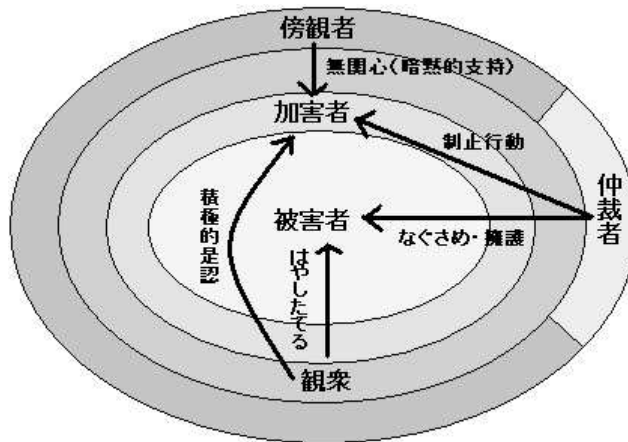 傍観者
無関心(暗黙的支持)
加害者
制止行動
仲裁者
積極的是認
被害者
なぐさめ・擁護
はやしたてる
観衆